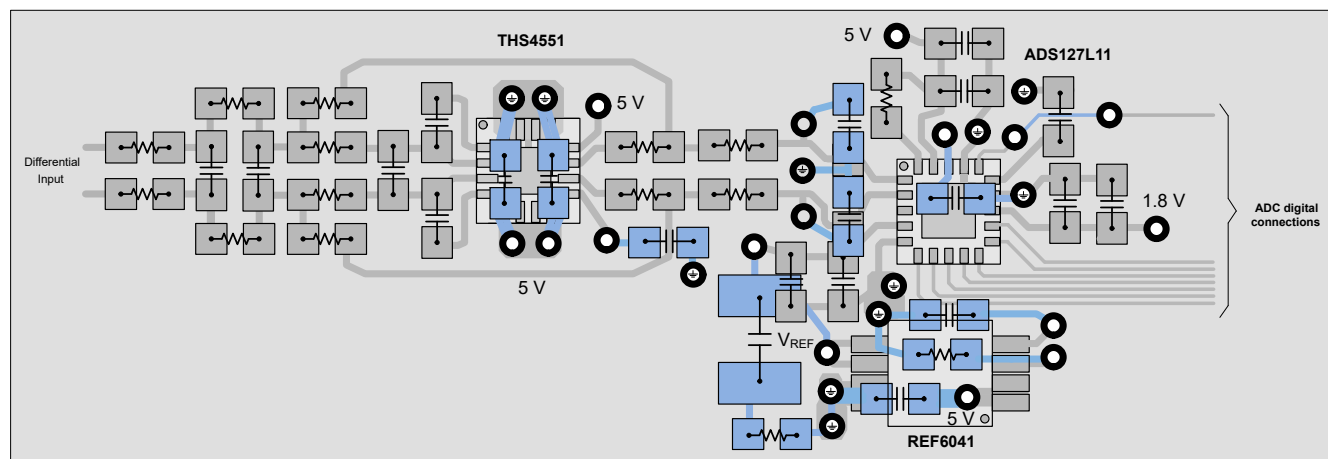 THS4551
5 V
ADS127L11
5 V
Differential
Input
1.8 V
ADC digital
connections
5 V
VREF
5 V
REF6041